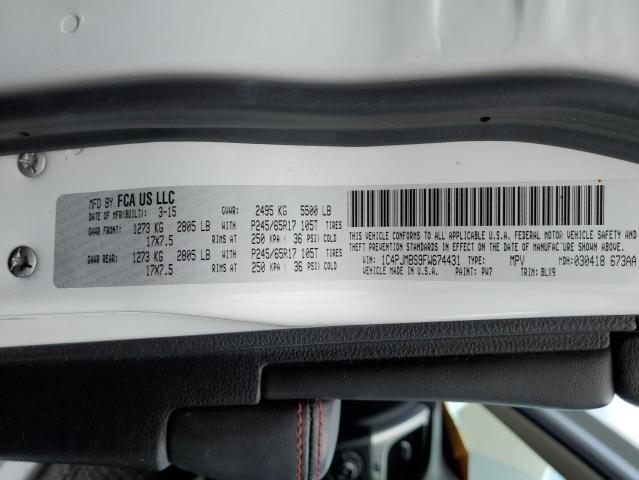 MFD BY FCA US LLC
DATE OF MFR(BUILT): 3-15 GVWR: 2495 KG 5500 LB
GAWR FRONT: 1273 KG 2805 LB WITH P245/65R17 105T TIRES
17X7.5 RIMS AT 250 KPA( 36 PSI) COLD
GAWR REAR: 1273 KG 2805 LB WITH P245/65R17 105T TIRES
17X7.5 RIMS AT 250 KPA( 36 PSI) COLD
THIS VEHICLE CONFORMS TO ALL APPLICABLE U.S.A. FEDERAL MOTOR VEHICLE SAFETY, BUMPER AND
THEFT PREVENTION STANDARDS IN EFFECT ON THE DATE OF MANUFACTURE SHOWN ABOVE.
VIN: 1C4PJMBS9FW674431 TYPE: MPV MDH:030418 673AA
PAINT: PW7 TRIM: BLX9